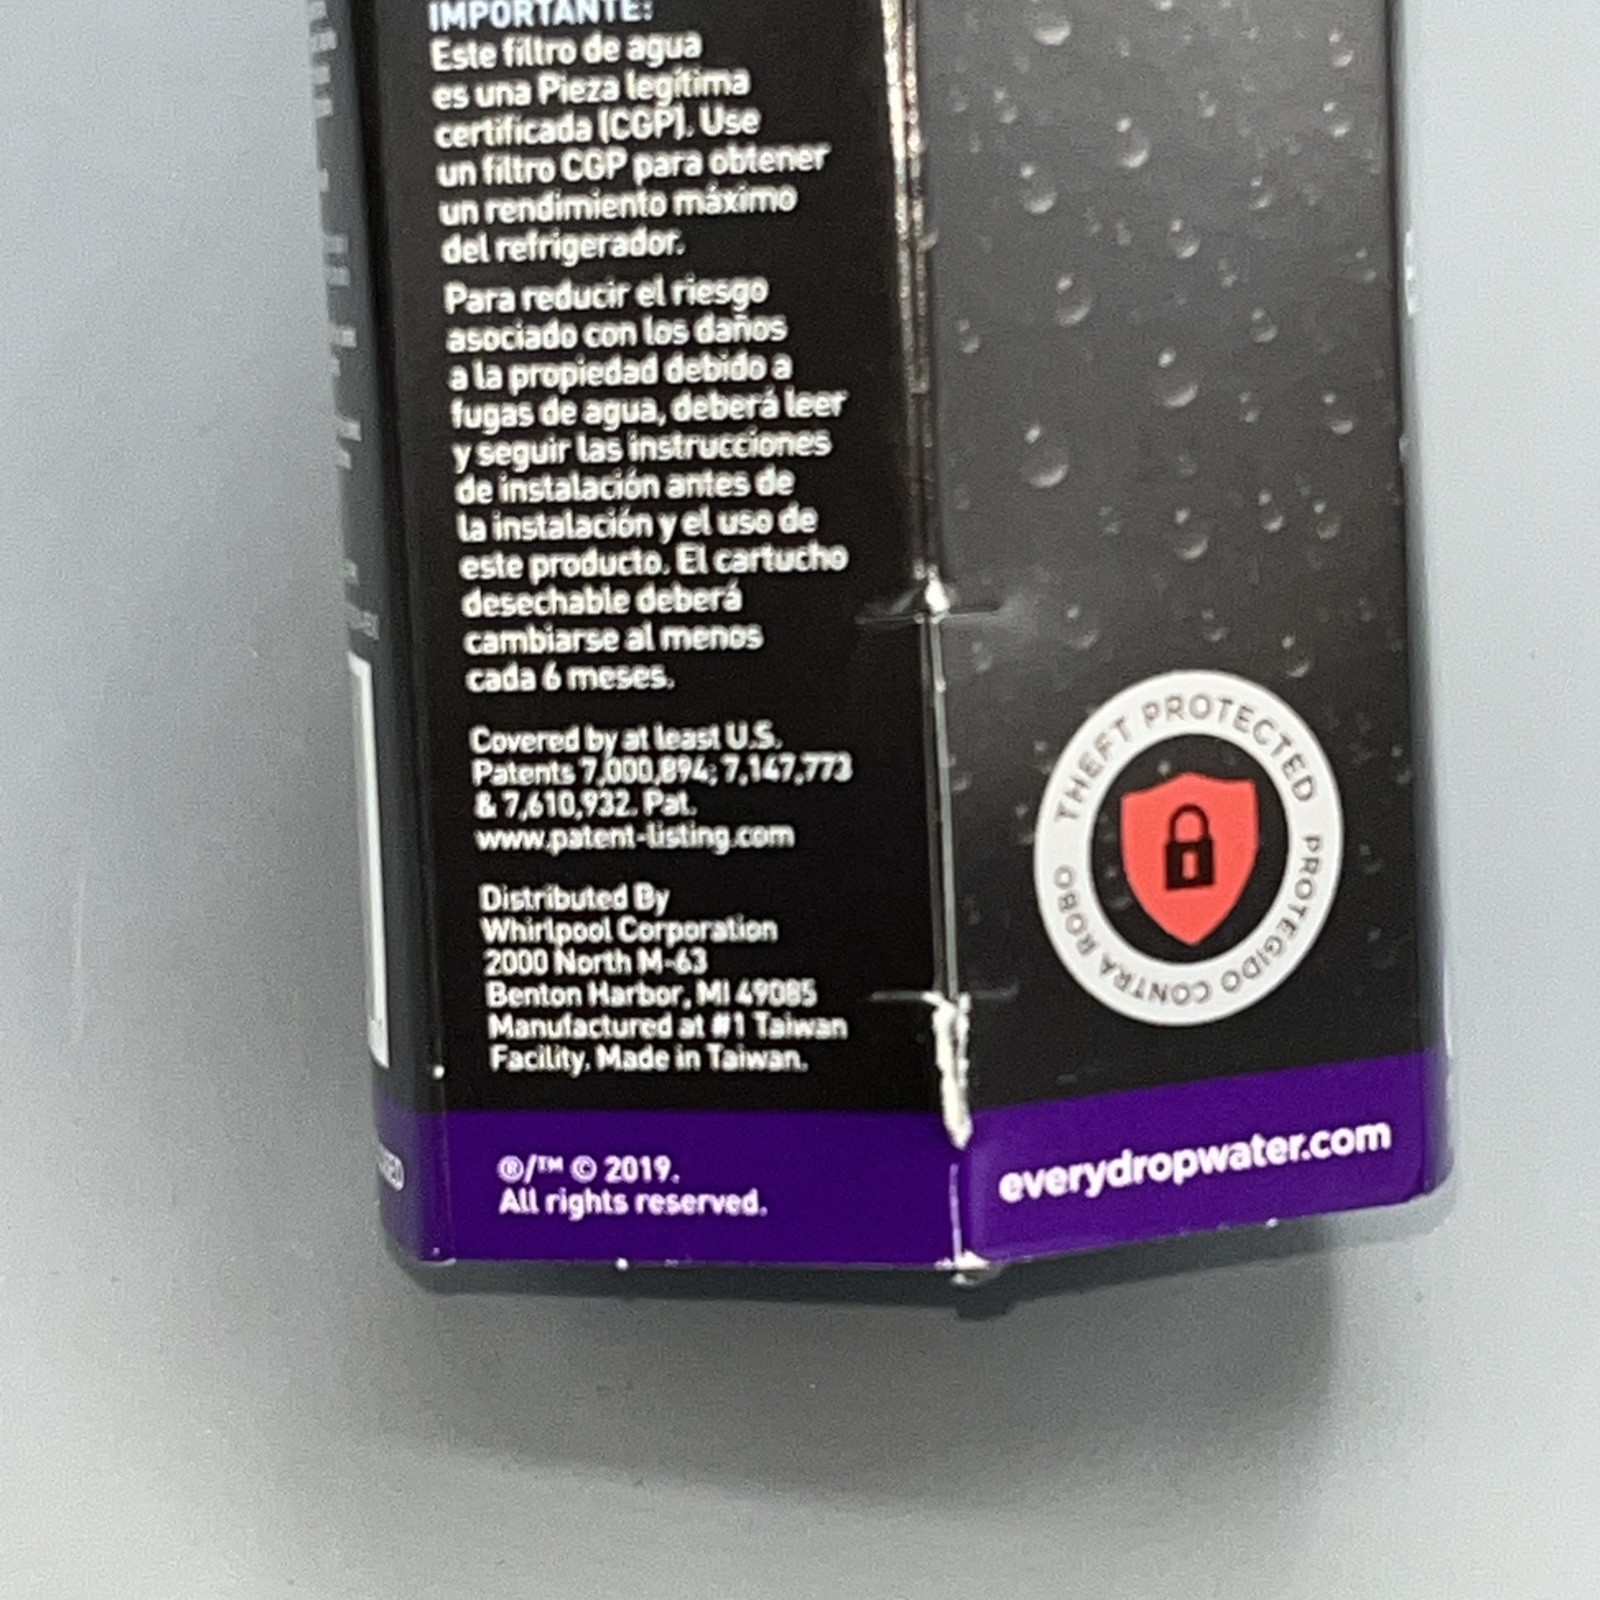 IMPORTANTE:
Este filtro de agua
es una Pieza legítima
certificada (CGP). Use
un filtro CGP para obtener
un rendimiento máximo
del refrigerador.
Para reducir el riesgo
asociado con los daños
a la propiedad debido a
fugas de agua, deberá leer
y seguir las instrucciones
de instalación antes de
la instalación y el uso de
este producto. El cartucho
desechable deberá
cambiarse al menos
cada 6 meses.
Covered by at least U.S.
Patents 7,000,894; 7,147,773
& 7,610,932. Pat.
www.patent-listing.com
Distributed By
Whirlpool Corporation
2000 North M-63
Benton Harbor, MI 49085
Manufactured at #1 Taiwan
Facility, Made in Taiwan.
®/™ © 2019.
All rights reserved.
THEFT PROTECTED
PROTEGIDO CONTRA ROBO
everydropwater.com